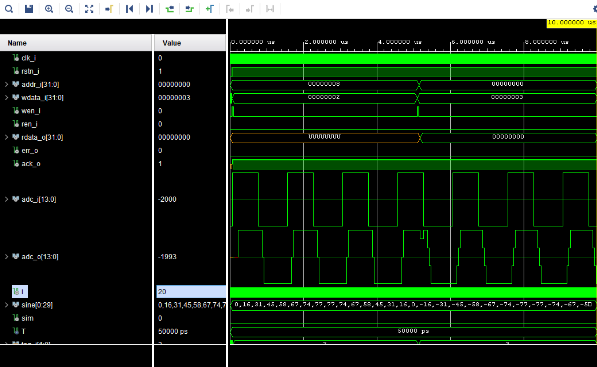 10.000000 us
Name
Value
0.000000 us
2.000000 us
4.000000 us
6.000000 us
8.000000 us
clk_i
0
rstn_i
1
addr_i[31:0]
00000000
00000000
wdata_i[31:0]
00000003
00000002
00000003
wen_i
0
ren_i
0
rdata_o[31:0]
00000000
00000000
00000000
err_o
0
ack_o
1
adc_i[13:0]
-2000
adc_o[13:0]
-1993
i
20
sine[0:29]
0,16,31,45,58,67,74,7
0,16,31,45,58,67,74,77,77,74,67,58,45,31,16,0,-16,-31,-45,-58,-67,-74,-77,-77,-74,-67,-5
sim
0
T
50000 ps
50000 ps